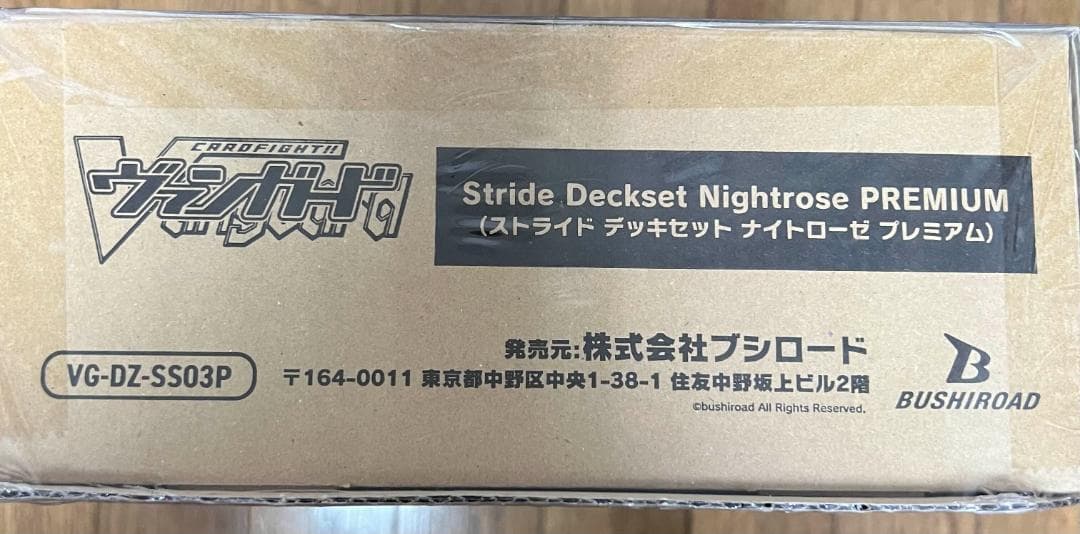 CARDFIGHT!!
ヴァンガード
Vanguard
Stride Deckset Nightrose PREMIUM
(ストライド デッキセット ナイトローゼ プレミアム)
発売元:株式会社ブシロード
VG-DZ-SS03P
〒164-0011 東京都中野区中央1-38-1 住友中野坂上ビル2階
©bushiroad All Rights Reserved.
BUSHIROAD